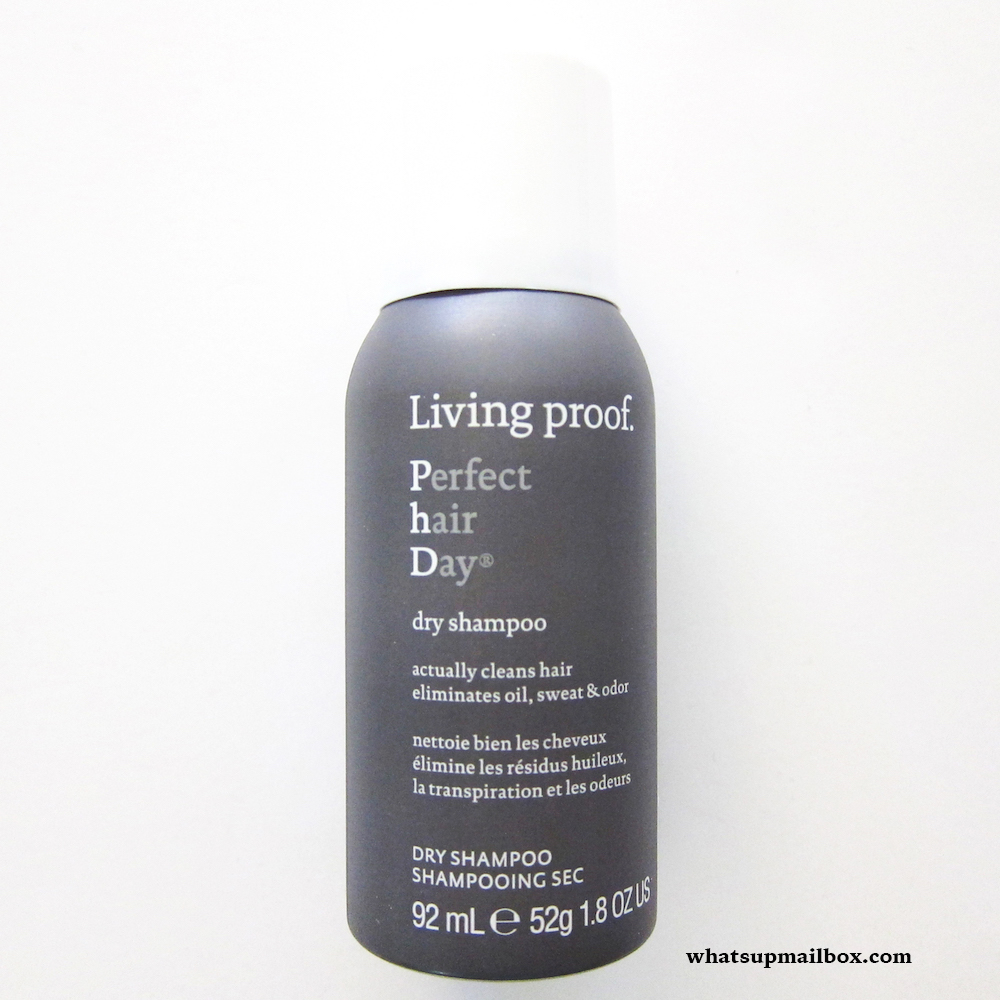 Living proof.
Perfect
hair
Day®
dry shampoo
actually cleans hair
eliminates oil, sweat & odor
nettoie bien les cheveux
élimine les résidus huileux,
la transpiration et les odeurs
DRY SHAMPOO
SHAMPOOING SEC
92 mL ℮ 52g 1.8 OZ US
whatsupmailbox.com